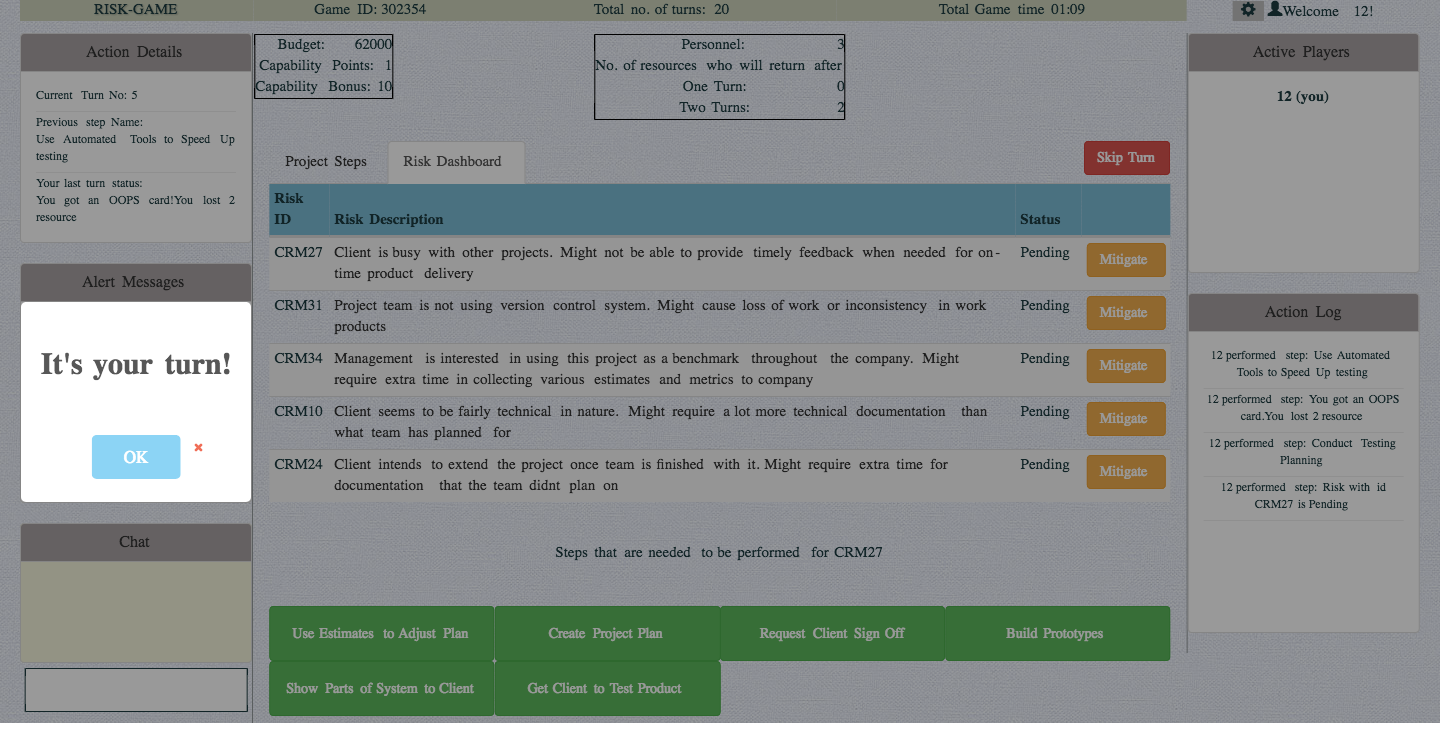 RISK-GAME
Game ID: 302354
Total no. of turns: 20
Total Game time 01:09
Welcome 12!
Action Details
Current Turn No: 5
Previous step Name:
Use Automated Tools to Speed Up
testing
Your last turn status:
You got an OOPS card!You lost 2
resource
Alert Messages
It's your turn!
OK
Chat
Budget: 62000
Capability Points: 1
Capability Bonus: 10
Personnel: 3
No. of resources who will return after
One Turn: 0
Two Turns: 2
Project Steps
Risk Dashboard
Skip Turn
Risk
ID
Risk Description
Status
CRM27 Client is busy with other projects. Might not be able to provide timely feedback when needed for on-
time product delivery
Pending
Mitigate
CRM31 Project team is not using version control system. Might cause loss of work or inconsistency in work
products
Pending
Mitigate
CRM34 Management is interested in using this project as a benchmark throughout the company. Might
require extra time in collecting various estimates and metrics to company
Pending
Mitigate
CRM10 Client seems to be fairly technical in nature. Might require a lot more technical documentation than
what team has planned for
Pending
Mitigate
CRM24 Client intends to extend the project once team is finished with it. Might require extra time for
documentation that the team didnt plan on
Pending
Mitigate
Steps that are needed to be performed for CRM27
Use Estimates to Adjust Plan
Create Project Plan
Request Client Sign Off
Build Prototypes
Show Parts of System to Client
Get Client to Test Product
Active Players
12 (you)
Action Log
12 performed step: Use Automated
Tools to Speed Up testing
12 performed step: You got an OOPS
card.You lost 2 resource
12 performed step: Conduct Testing
Planning
12 performed step: Risk with id
CRM27 is Pending